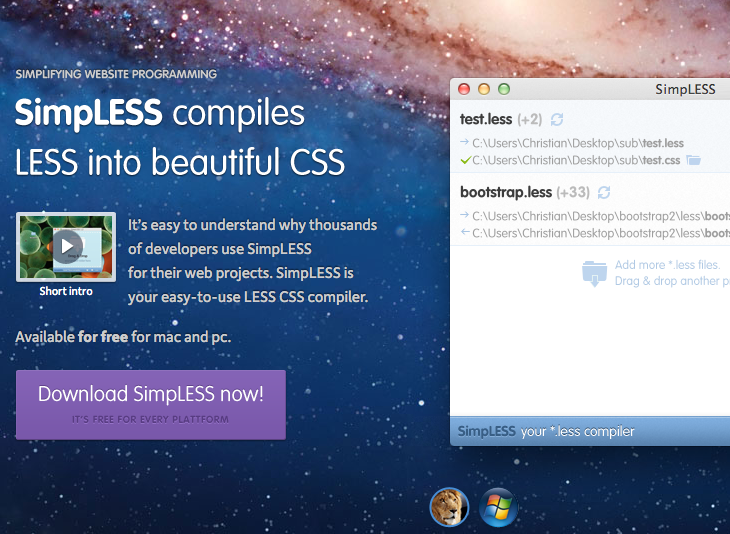 SIMPLIFYING WEBSITE PROGRAMMING
SimpLESS compiles
LESS into beautiful CSS
It's easy to understand why thousands
of developers use SimpLESS
for their web projects. SimpLESS is
your easy-to-use LESS CSS compiler.
Short intro
Available for free for mac and pc.
Download SimpLESS now!
IT'S FREE FOR EVERY PLATTFORM
SimpLESS
test.less (+2)
→ C:\Users\Christian\Desktop\sub\test.less
C:\Users\Christian\Desktop\sub\test.css
bootstrap.less (+33)
→ C:\Users\Christian\Desktop\bootstrap2\less\boots
← C:\Users\Christian\Desktop\bootstrap2\less\boots
Add more *.less files.
Drag & drop another p
SimpLESS your *.less compiler